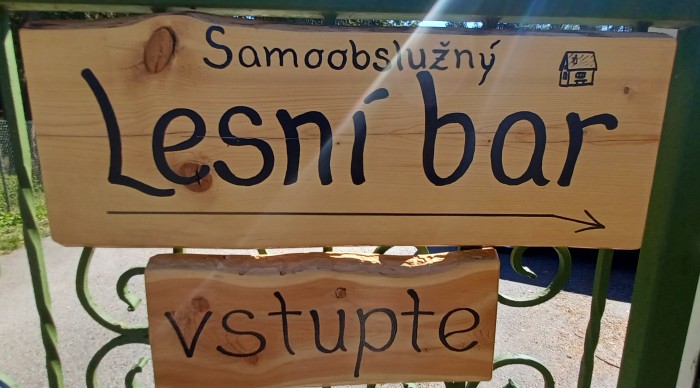 Samoobslužný
Lesní bar
vstupte